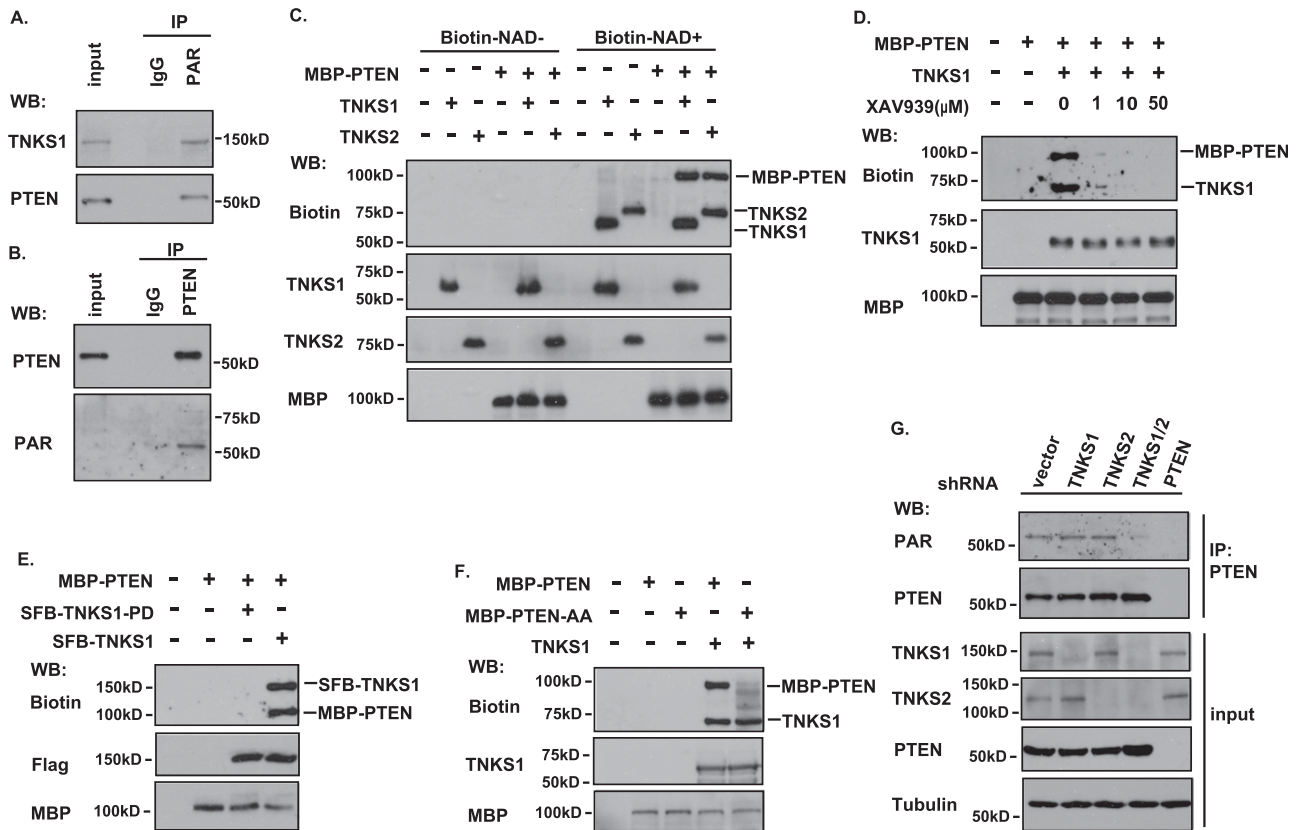 A.
IP
input
IgG
PAR
WB:
TNKS1
150kD
PTEN
50kD
B.
IP
input
IgG
PTEN
WB:
PTEN
50kD
PAR
75kD
50kD
C.
Biotin-NAD- Biotin-NAD+
MBP-PTEN - - - + + + - - - + + +
TNKS1 - + - - + - - + - - + -
TNKS2 - - + - - + - - + - - +
WB:
Biotin
100kD
75kD
50kD
MBP-PTEN
TNKS2
TNKS1
TNKS1
75kD
50kD
TNKS2
75kD
MBP
100kD
D.
MBP-PTEN - + + + + +
TNKS1 - - + + + +
XAV939(μM) - - 0 1 10 50
WB:
Biotin
100kD
75kD
MBP-PTEN
TNKS1
TNKS1
75kD
50kD
MBP
100kD
E.
MBP-PTEN - + + +
SFB-TNKS1-PD - - + -
SFB-TNKS1 - - - +
WB:
Biotin
150kD
100kD
SFB-TNKS1
MBP-PTEN
Flag
150kD
MBP
100kD
F.
MBP-PTEN - + - + -
MBP-PTEN-AA - - + - +
TNKS1 - - - + +
WB:
Biotin
100kD
75kD
MBP-PTEN
TNKS1
TNKS1
75kD
50kD
MBP
100kD
G.
shRNA
vector
TNKS1
TNKS2
TNKS1/2
PTEN
WB:
PAR
50kD
PTEN
50kD
IP:
PTEN
TNKS1
150kD
TNKS2
150kD
100kD
PTEN
50kD
Tubulin
50kD
input